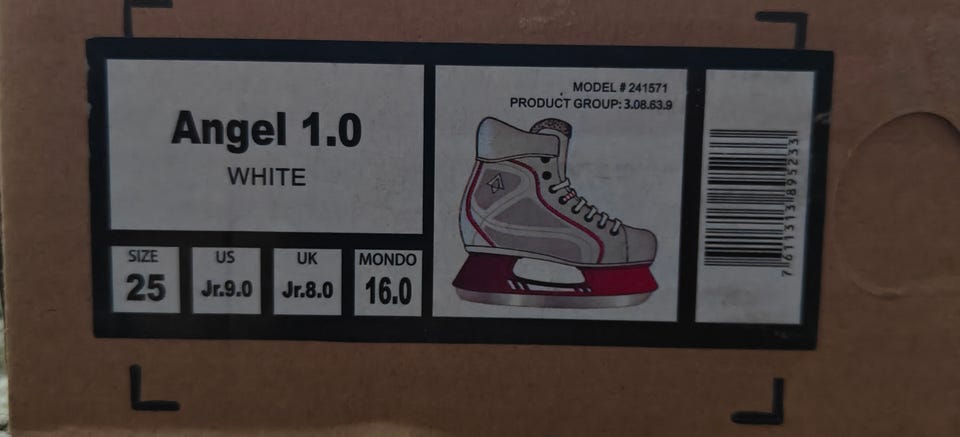 Angel 1.0
WHITE
SIZE
25
US
Jr.9.0
UK
Jr.8.0
MONDO
16.0
MODEL # 241571
PRODUCT GROUP: 3.08.63.9
7611313895233